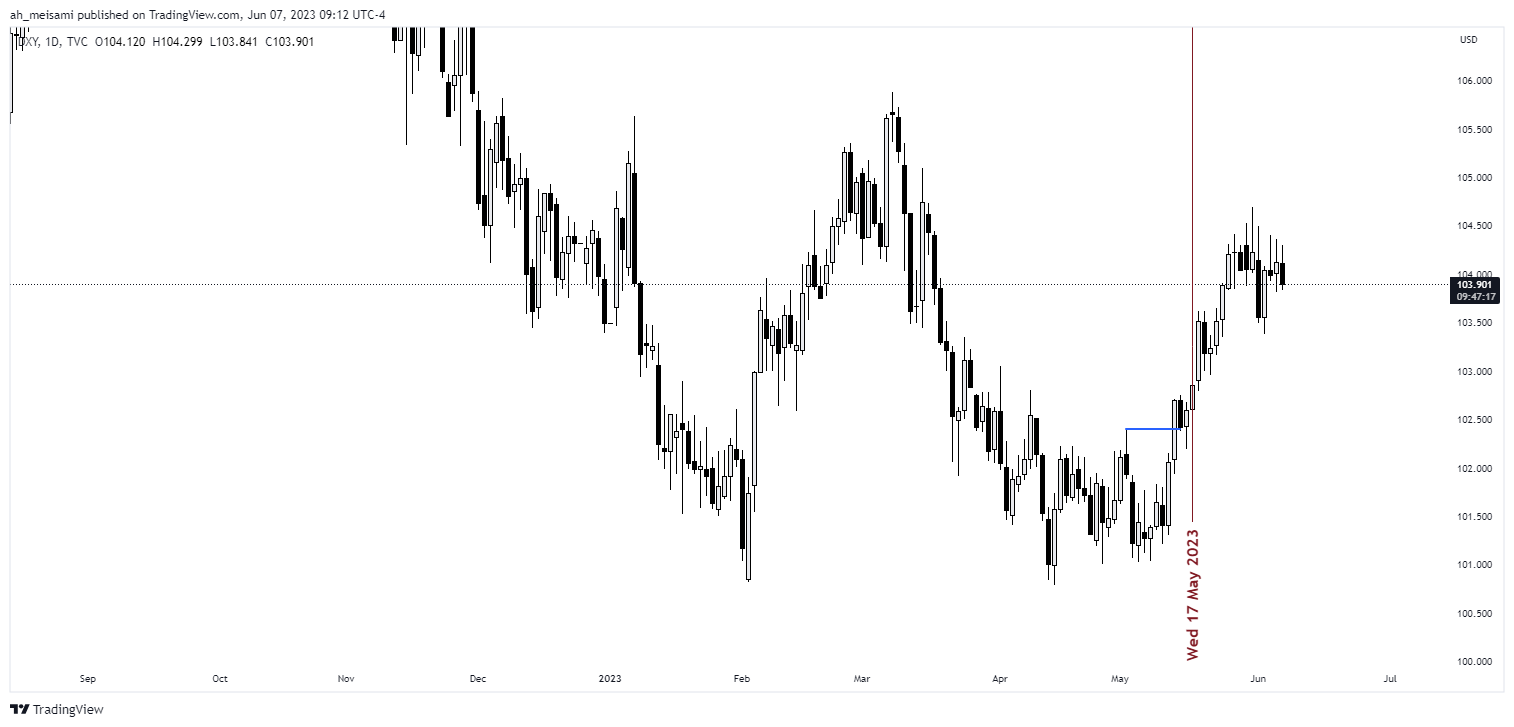 ah_meisami published on TradingView.com, Jun 07, 2023 09:12 UTC-4
DXY, 1D, TVC O104.120 H104.299 L103.841 C103.901
USD
106.000
105.500
105.000
104.500
104.000
103.901
09:47:17
103.500
103.000
102.500
102.000
101.500
101.000
100.500
100.000
Wed 17 May 2023
Sep Oct Nov Dec 2023 Feb Mar Apr May Jun Jul
TradingView